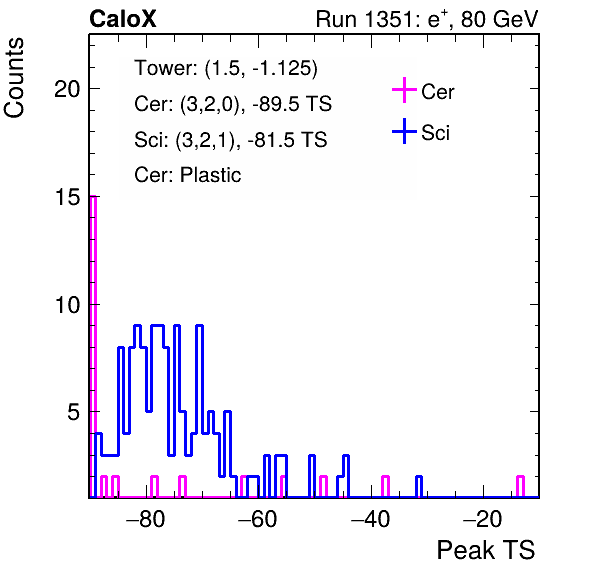 CaloX Run 1351: e⁺, 80 GeV
Counts
Tower: (1.5, -1.125)
Cer: (3,2,0), -89.5 TS
Sci: (3,2,1), -81.5 TS
Cer: Plastic
Cer
Sci
20
15
10
5
−80 −60 −40 −20
Peak TS